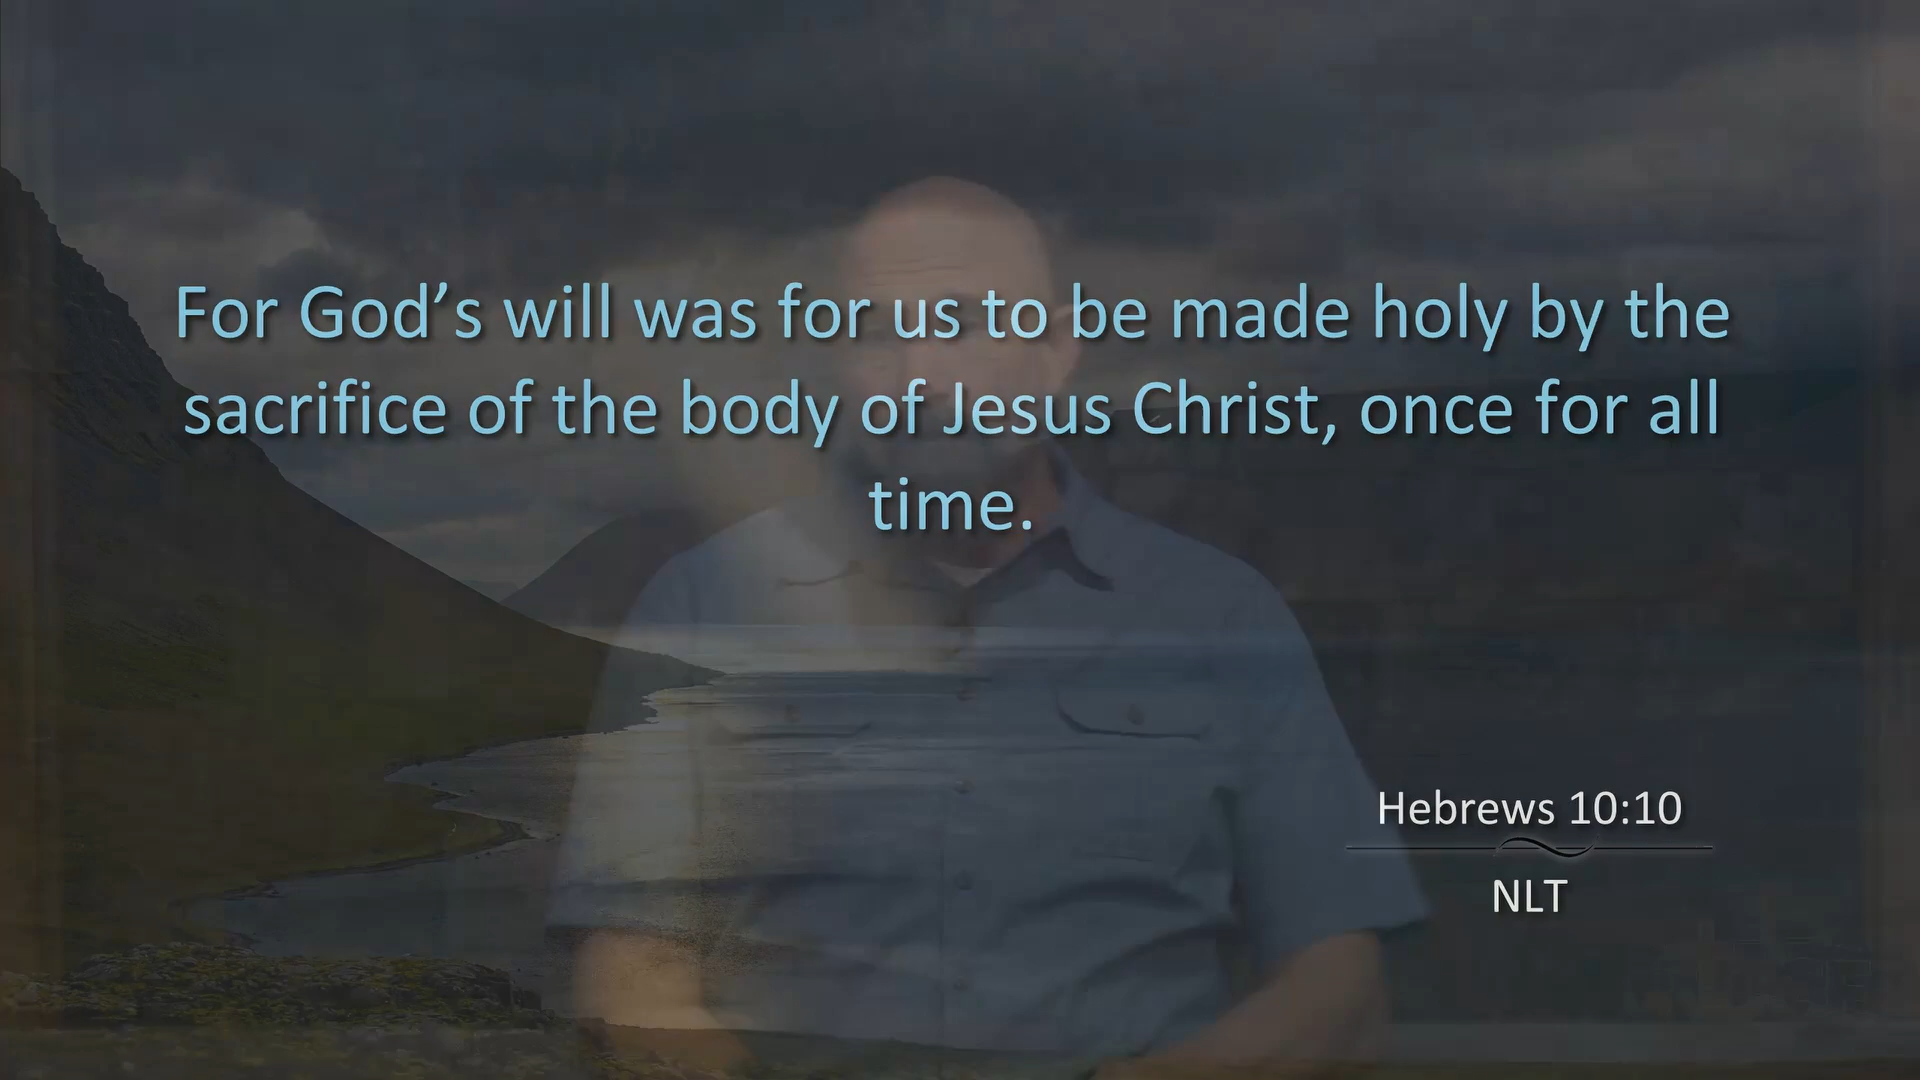 For God’s will was for us to be made holy by the
sacrifice of the body of Jesus Christ, once for all
time.
Hebrews 10:10
NLT